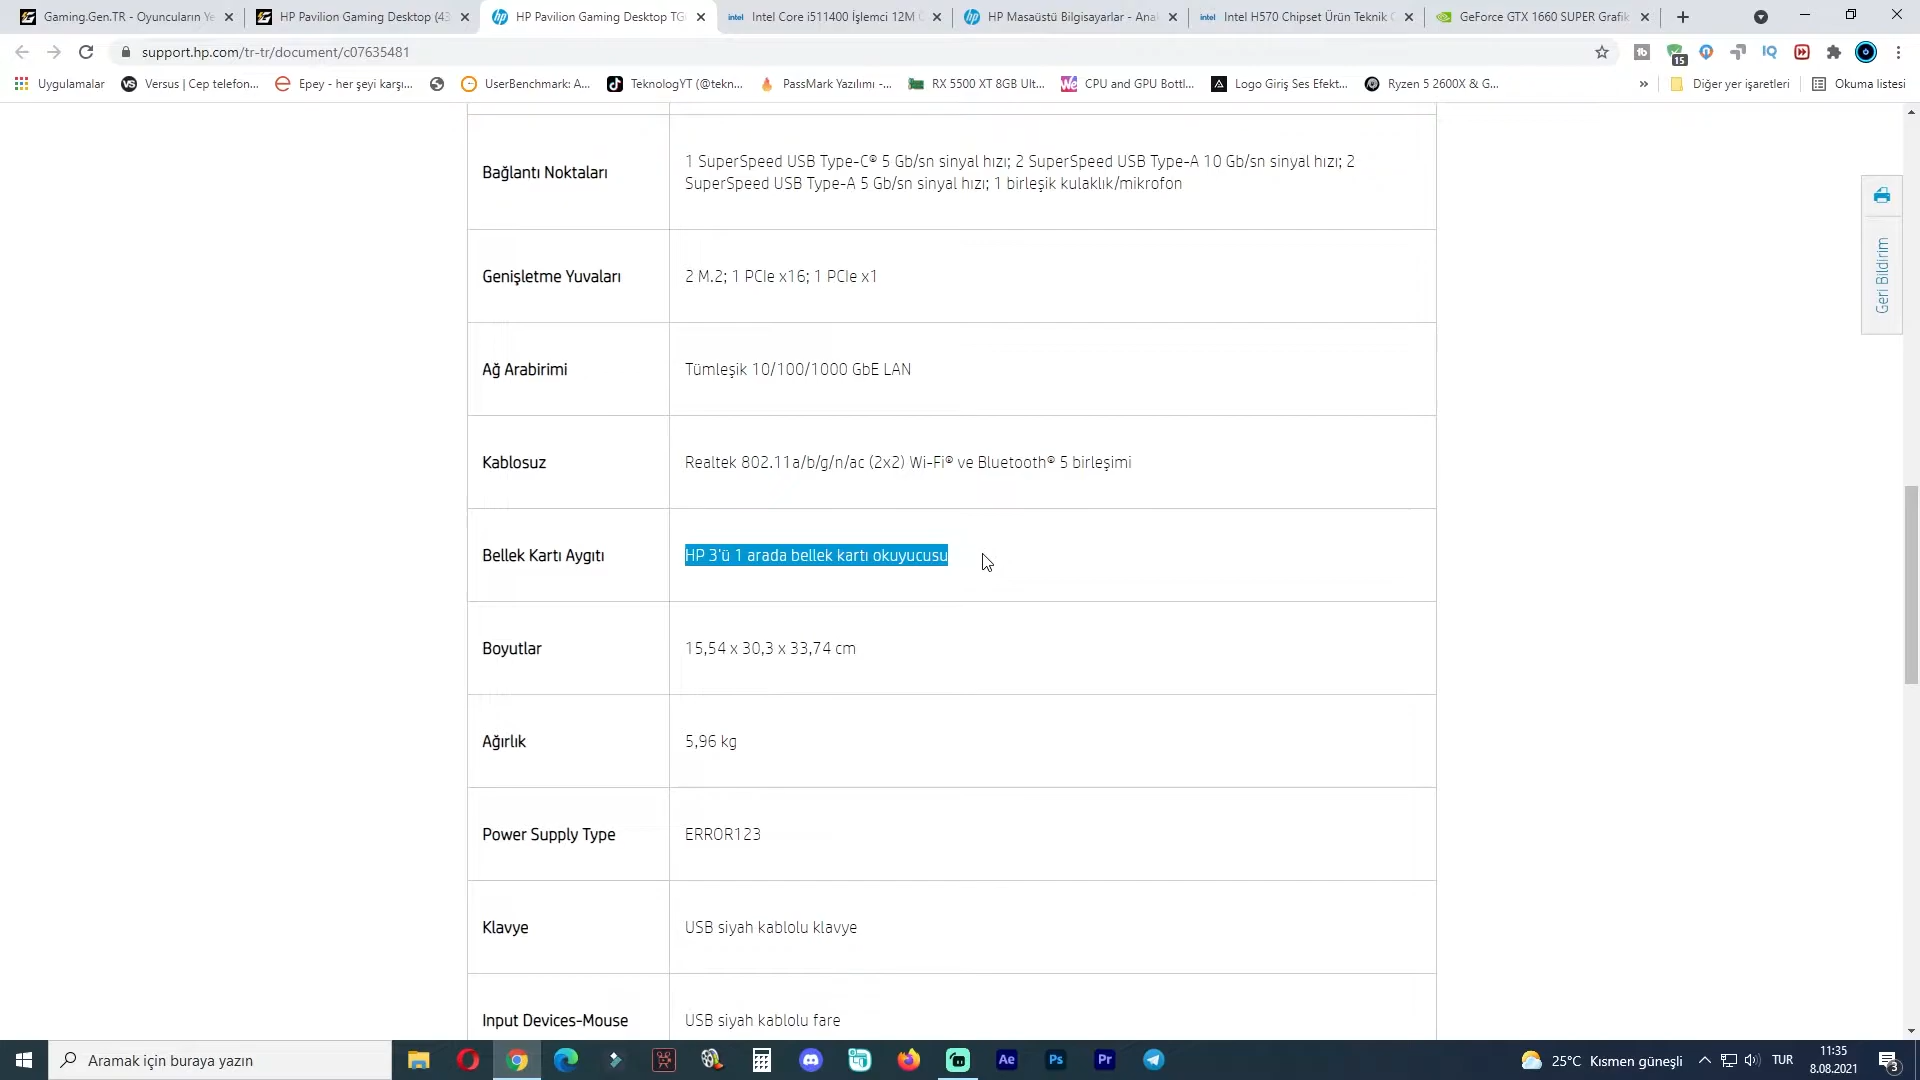 Gaming.Gen.TR - Oyuncuların Ye
HP Pavilion Gaming Desktop (43
HP Pavilion Gaming Desktop TG
intel Intel Core i511400 İşlemci 12M Ö
HP Masaüstü Bilgisayarlar - Anak
intel Intel H570 Chipset Ürün Teknik Ö
GeForce GTX 1660 SUPER Grafik
support.hp.com/tr-tr/document/c07635481
15
IQ
Uygulamalar
Versus | Cep telefon...
Epey - her şeyi karşı...
UserBenchmark: A...
TeknologYT (@tekn...
PassMark Yazılımı -...
RX 5500 XT 8GB Ult...
CPU and GPU Bottl...
Logo Giriş Ses Efekt...
Ryzen 5 2600X & G...
»
Diğer yer işaretleri
Okuma listesi
Bağlantı Noktaları
1 SuperSpeed USB Type-C® 5 Gb/sn sinyal hızı; 2 SuperSpeed USB Type-A 10 Gb/sn sinyal hızı; 2
SuperSpeed USB Type-A 5 Gb/sn sinyal hızı; 1 birleşik kulaklık/mikrofon
Genişletme Yuvaları
2 M.2; 1 PCIe x16; 1 PCIe x1
Ağ Arabirimi
Tümleşik 10/100/1000 GbE LAN
Kablosuz
Realtek 802.11a/b/g/n/ac (2x2) Wi-Fi® ve Bluetooth® 5 birleşimi
Bellek Kartı Aygıtı
HP 3'ü 1 arada bellek kartı okuyucusu
Boyutlar
15,54 x 30,3 x 33,74 cm
Ağırlık
5,96 kg
Power Supply Type
ERROR123
Klavye
USB siyah kablolu klavye
Input Devices-Mouse
USB siyah kablolu fare
Geri Bildirim
Aramak için buraya yazın
Ae
Ps
Pr
25°C Kısmen güneşli
TUR
11:35
8.08.2021
3